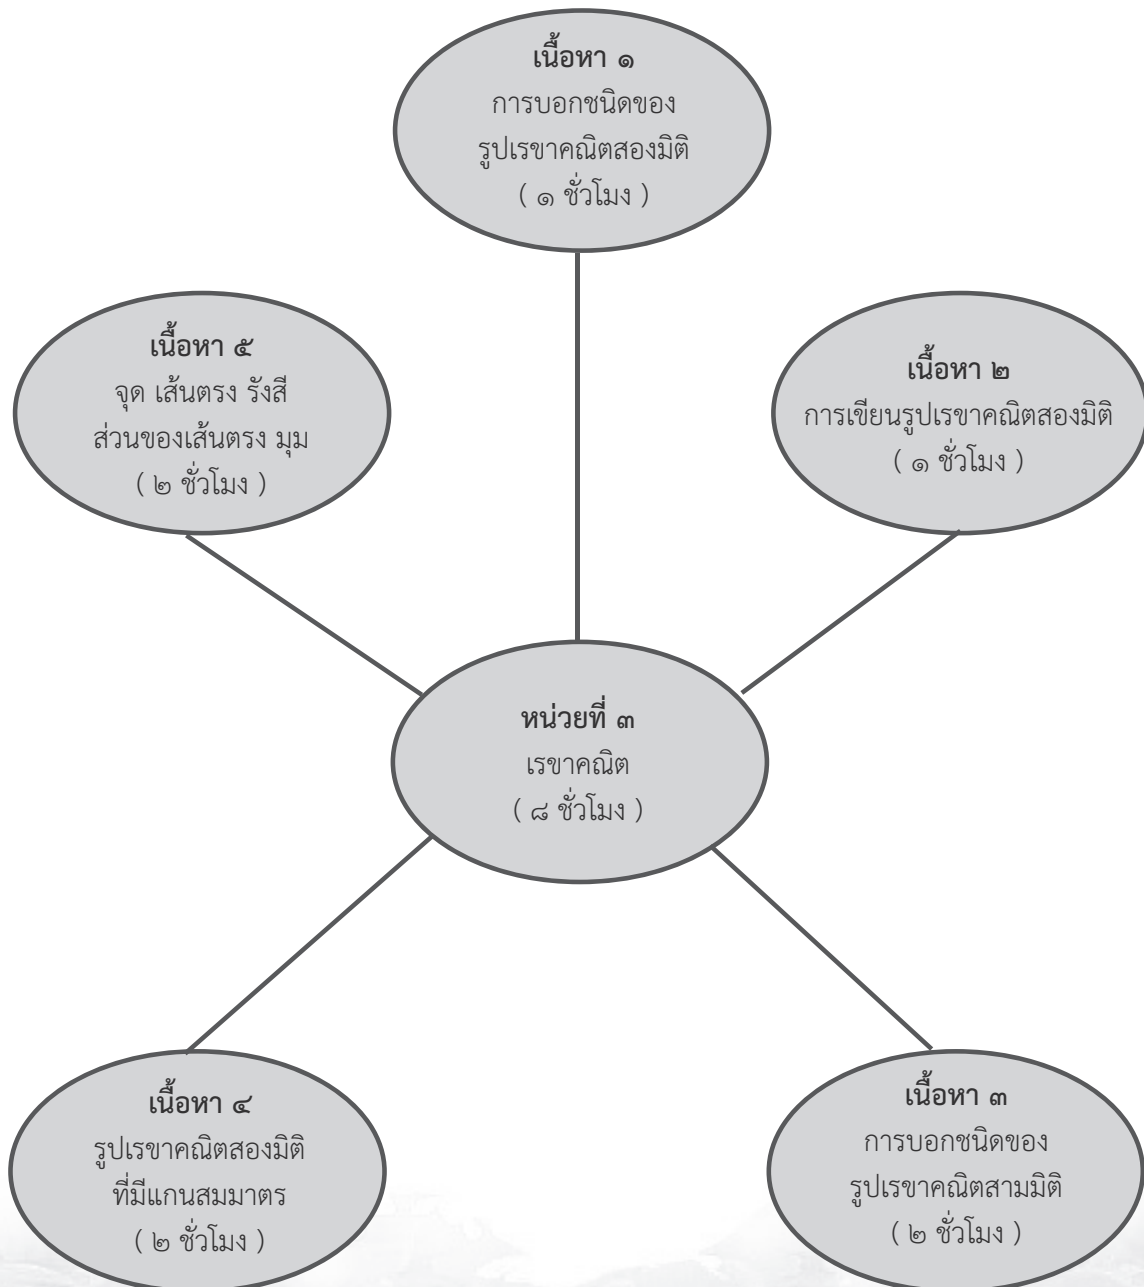 เนื้อหา ๑
การบอกชนิดของ
รูปเรขาคณิตสองมิติ
( ๑ ชั่วโมง )
เนื้อหา ๕
จุด เส้นตรง รังสี
ส่วนของเส้นตรง มุม
( ๒ ชั่วโมง )
เนื้อหา ๒
การเขียนรูปเรขาคณิตสองมิติ
( ๑ ชั่วโมง )
หน่วยที่ ๓
เรขาคณิต
( ๘ ชั่วโมง )
เนื้อหา ๔
รูปเรขาคณิตสองมิติ
ที่มีแกนสมมาตร
( ๒ ชั่วโมง )
เนื้อหา ๓
การบอกชนิดของ
รูปเรขาคณิตสามมิติ
( ๒ ชั่วโมง )